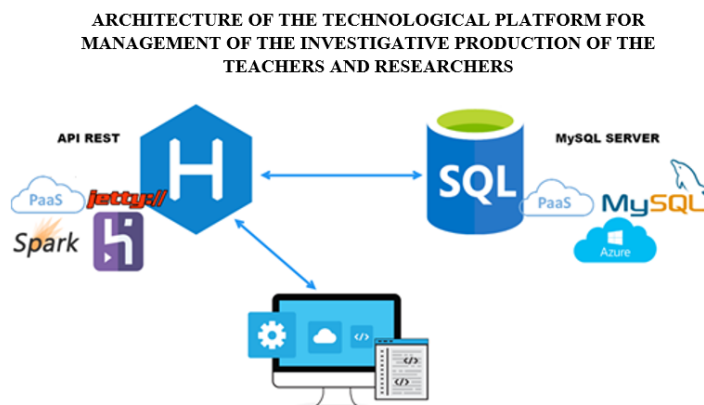 ARCHITECTURE OF THE TECHNOLOGICAL PLATFORM FOR
MANAGEMENT OF THE INVESTIGATIVE PRODUCTION OF THE
TEACHERS AND RESEARCHERS
API REST
H
PaaS
jetty://
Spark
h
SQL
MySQL SERVER
PaaS
MySQL
Azure
</>
</>
</>